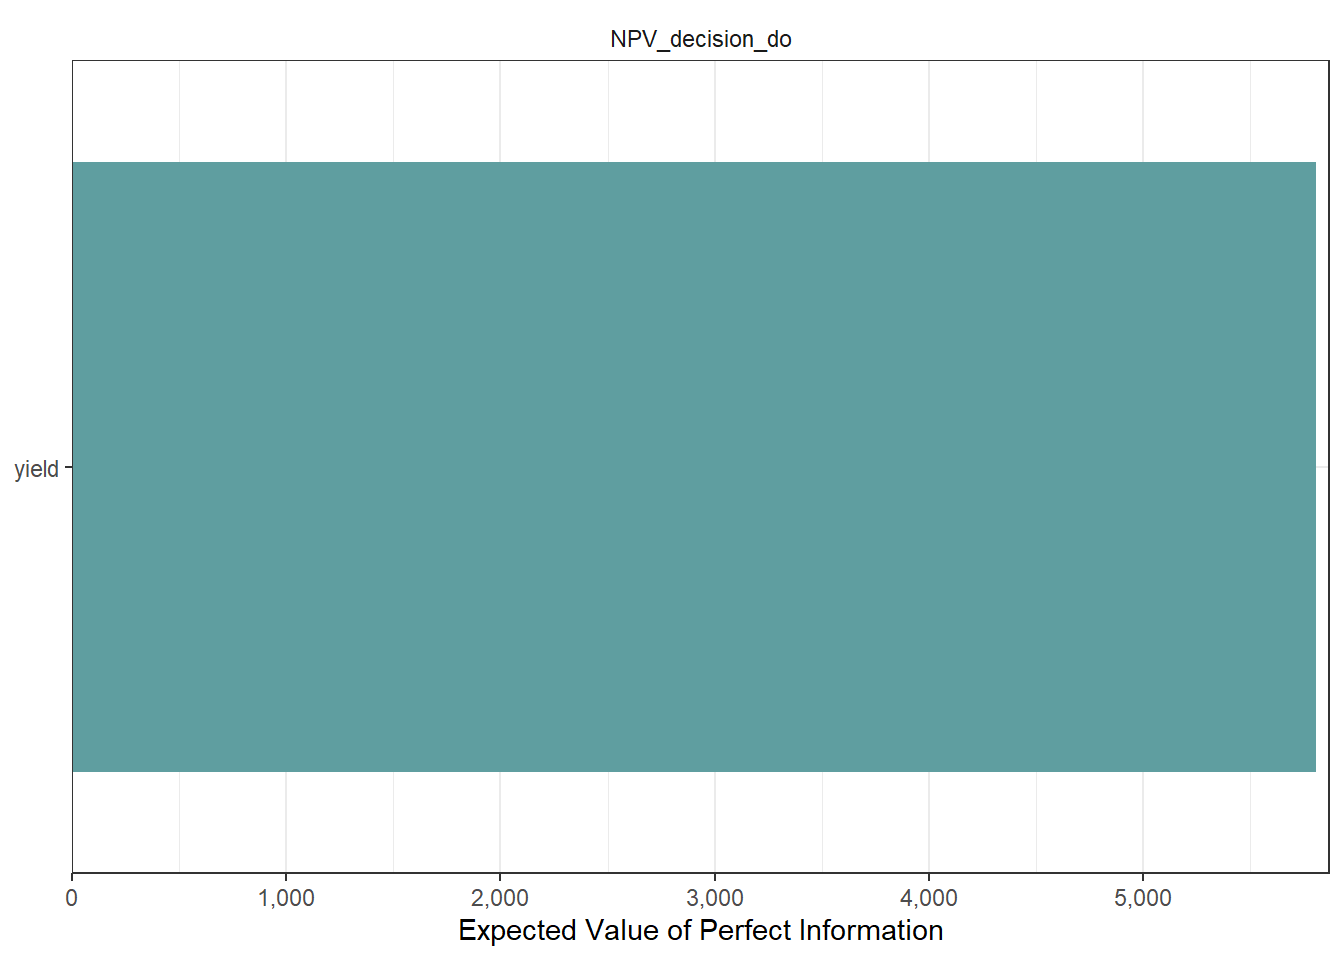 NPV_decision_do
yield
0 1,000 2,000 3,000 4,000 5,000
Expected Value of Perfect Information